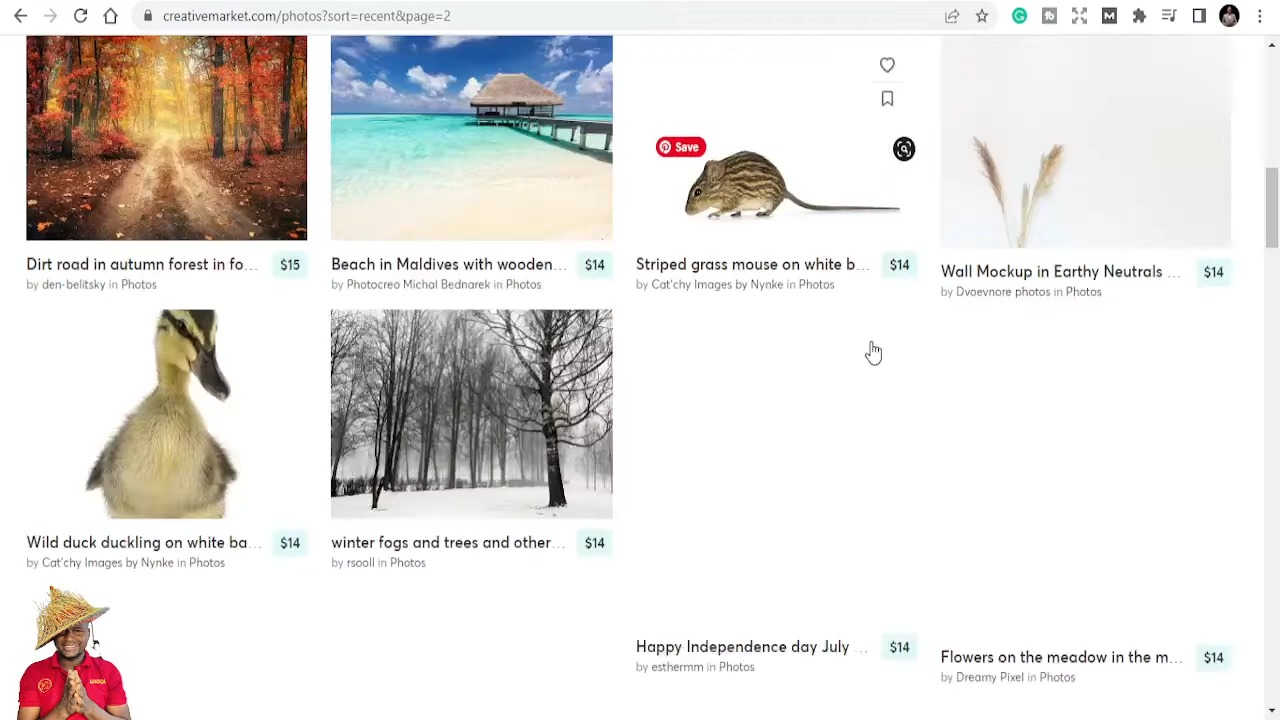 creativemarket.com/photos?sort=recent&page=2
Save
Dirt road in autumn forest in fo... $15
by den-belitsky in Photos
Beach in Maldives with wooden... $14
by Photocreo Michal Bednarek in Photos
Striped grass mouse on white b... $14
by Cat'chy Images by Nynke in Photos
Wall Mockup in Earthy Neutrals ... $14
by Dvoevnore photos in Photos
Wild duck duckling on white ba... $14
by Cat'chy Images by Nynke in Photos
winter fogs and trees and other... $14
by rsooll in Photos
Happy Independence day July ... $14
by esthermm in Photos
Flowers on the meadow in the m... $14
by Dreamy Pixel in Photos